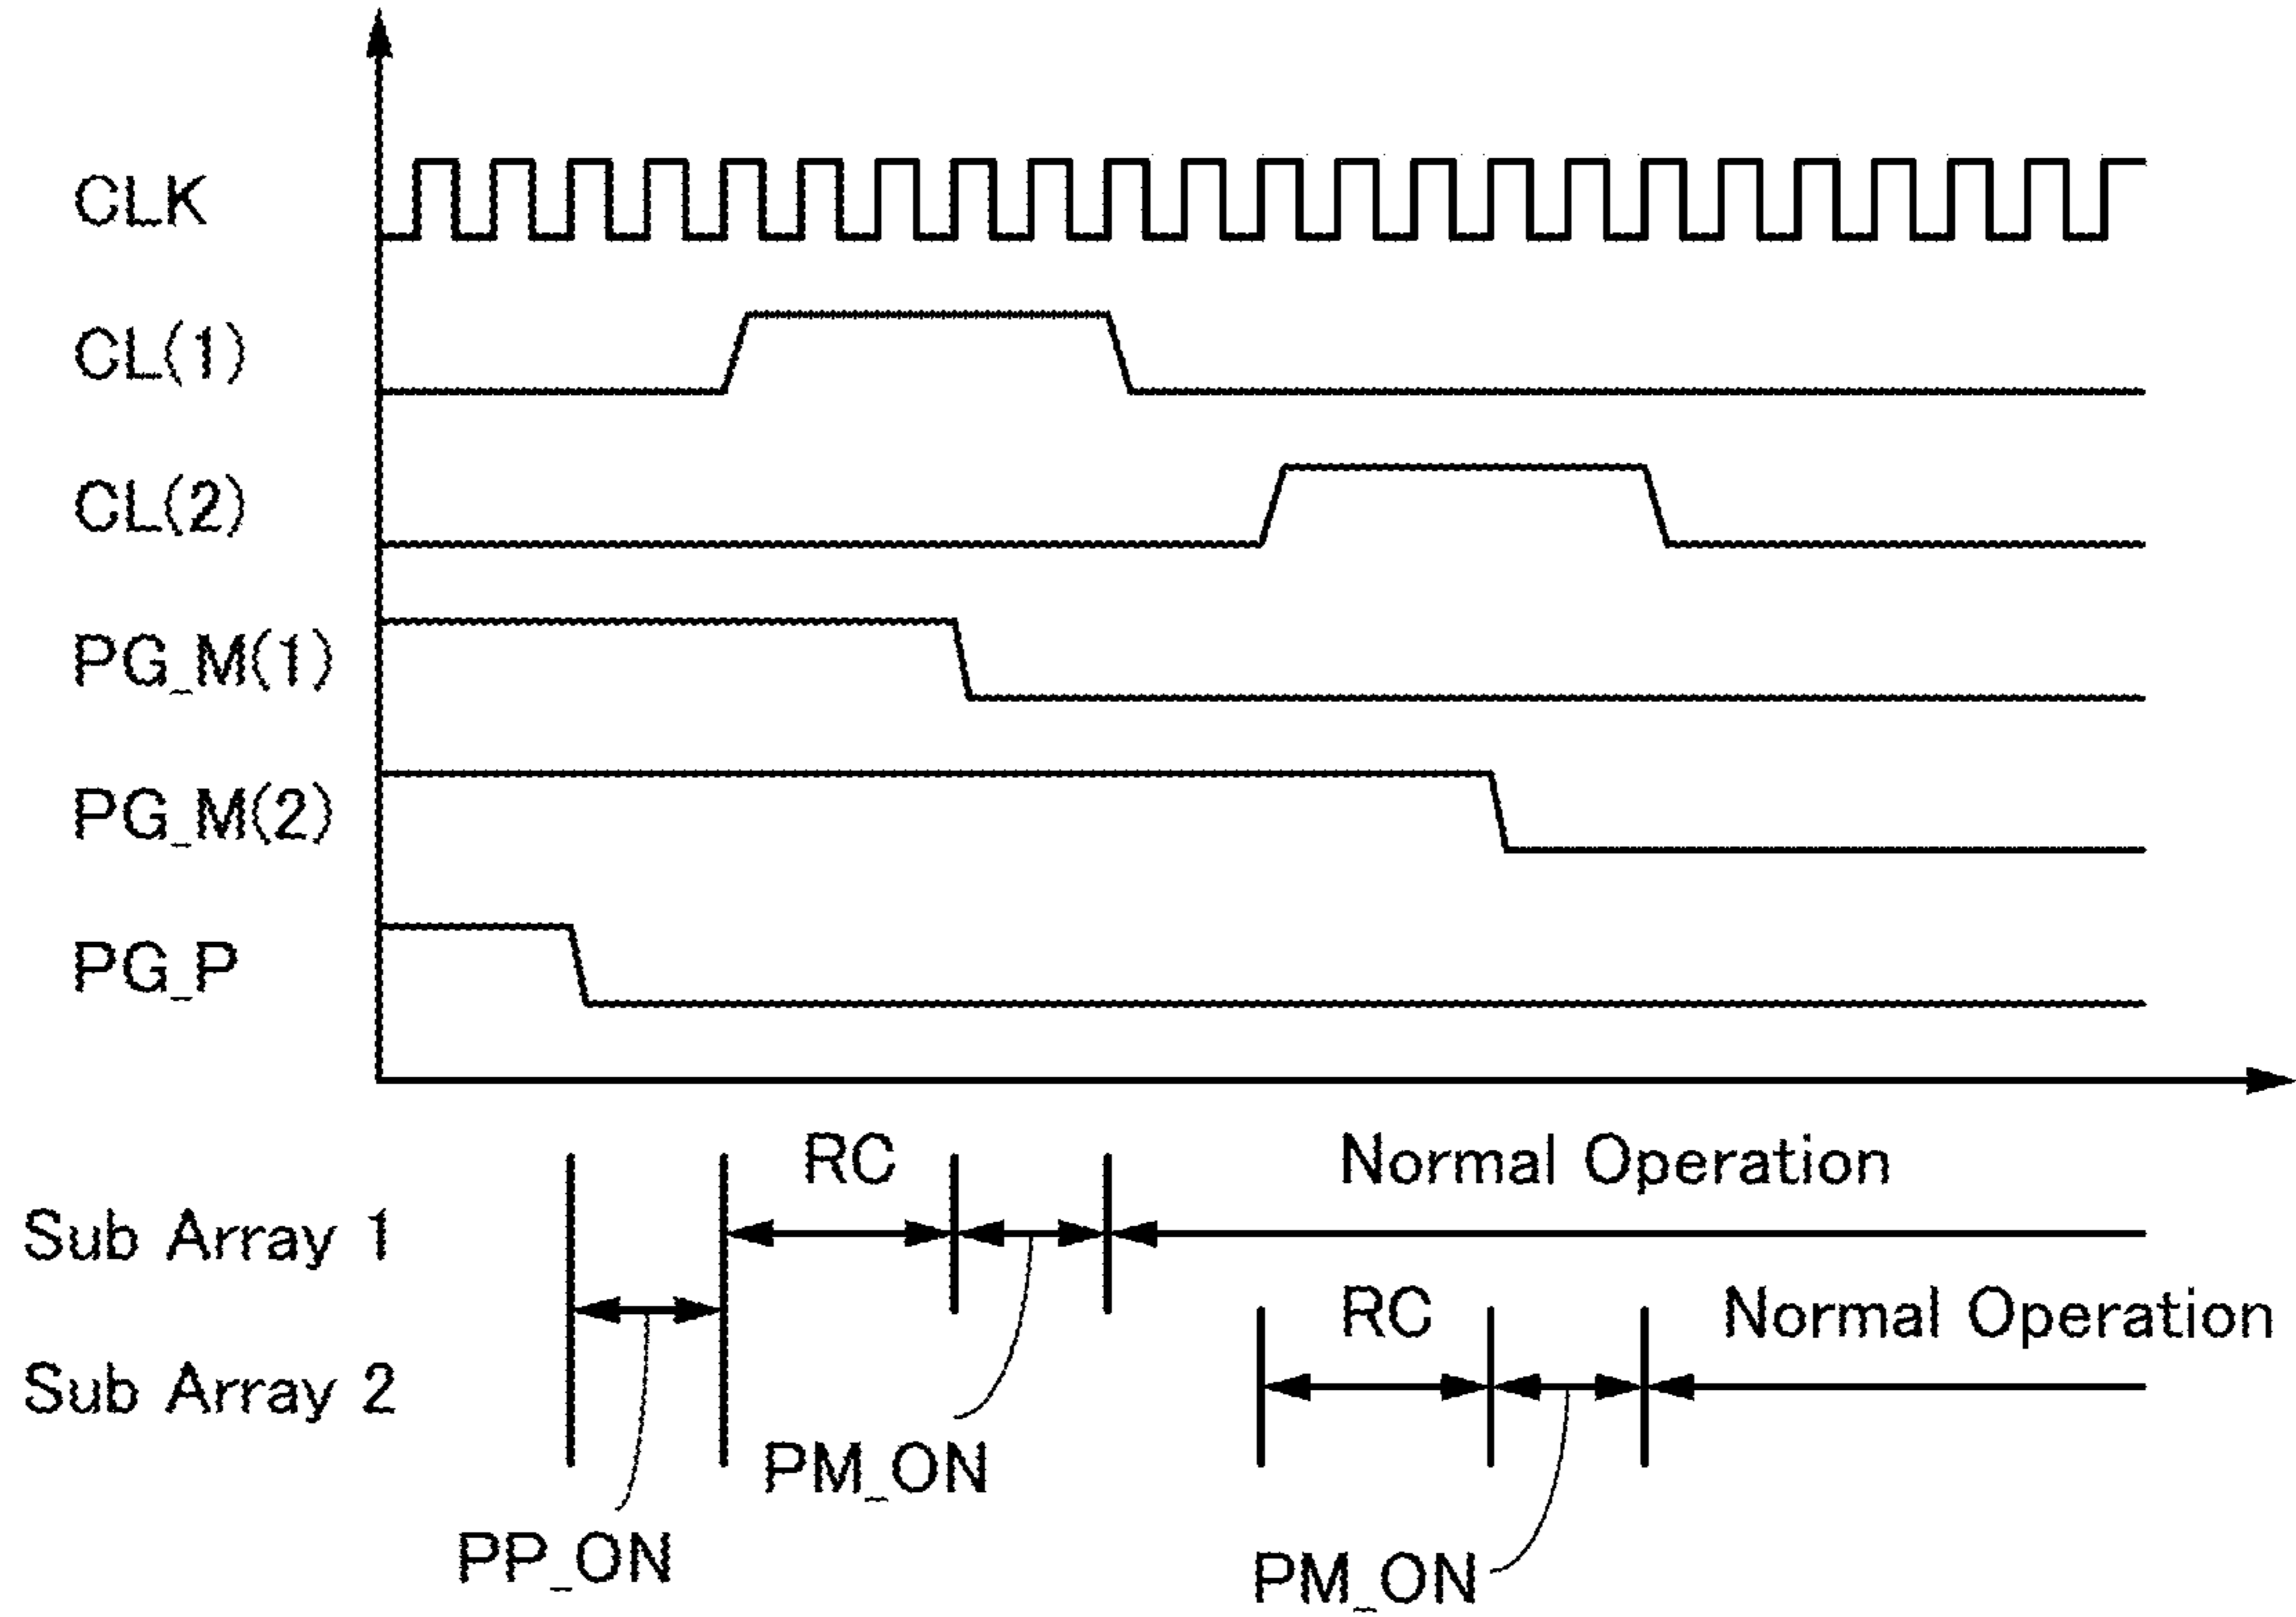 CLK
CL(1)
CL(2)
PG_M(1)
PG_M(2)
PG_P
RC
Normal Operation
Sub Array 1
RC
Normal Operation
Sub Array 2
PM_ON
PP_ON
PM_ON